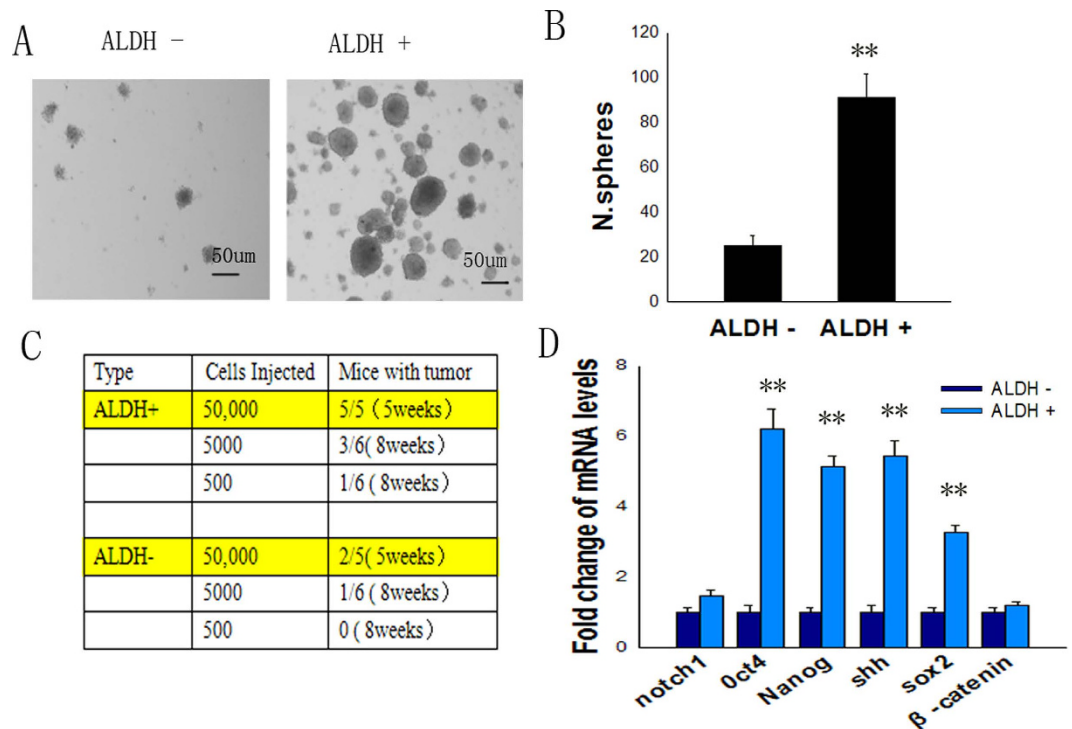 A
ALDH −
ALDH +
50um
50um
B
N.spheres
120
100
80
60
40
20
0
**
ALDH -
ALDH +
C
Type Cells Injected Mice with tumor
ALDH+ 50,000 5/5 (5weeks)
5000 3/6( 8weeks)
500 1/6 ( 8weeks)
ALDH- 50,000 2/5( 5weeks)
5000 1/6 ( 8weeks)
500 0 ( 8weeks)
D
Fold change of mRNA levels
8
6
4
2
0
**
**
**
**
ALDH -
ALDH +
notch1
0ct4
Nanog
shh
sox2
β -catenin